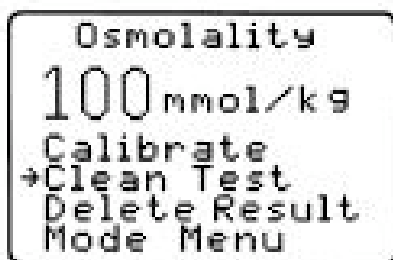 Osmolality
100 mmol/kg
Calibrate
→Clean Test
Delete Result
Mode Menu